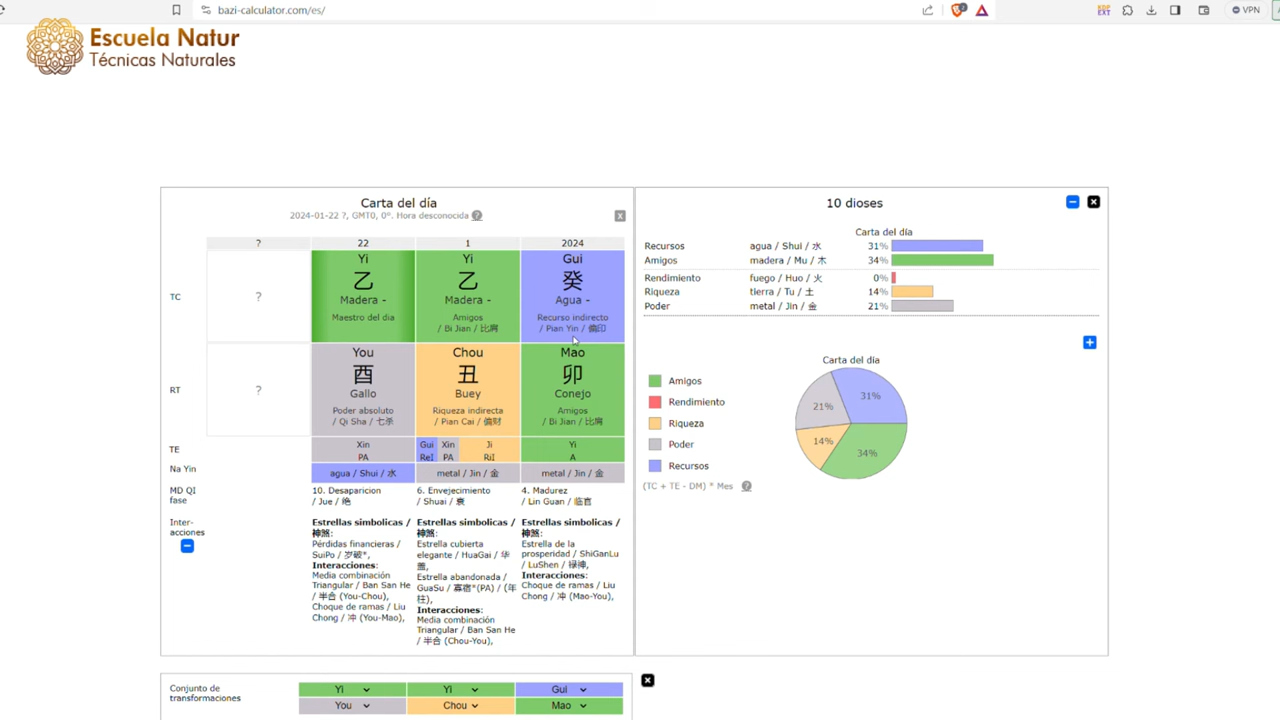 bazi-calculator.com/es/
VPN
Escuela Natur
Técnicas Naturales
Carta del día
2024-01-22 ?, GMT0, 0°. Hora desconocida ?
x
? 22 1 2024
TC
?
Yi
乙
Madera -
Maestro del dia
Yi
乙
Madera -
Amigos
/ Bi Jian / 比肩
Gui
癸
Agua -
Recurso indirecto
/ Pian Yin / 偏印
RT
?
You
酉
Gallo
Poder absoluto
/ Qi Sha / 七杀
Chou
丑
Buey
Riqueza indirecta
/ Pian Cai / 偏财
Mao
卯
Conejo
Amigos
/ Bi Jian / 比肩
TE
Xin
PA
Gui
ReI
Xin
PA
Ji
RiI
Yi
A
Na Yin
agua / Shui / 水
metal / Jin / 金
metal / Jin / 金
MD QI
fase
10. Desaparicion
/ Jue / 绝
6. Envejecimiento
/ Shuai / 衰
4. Madurez
/ Lin Guan / 临官
Inter-
acciones
Estrellas simbolicas /
神煞:
Pérdidas financieras /
SuiPo / 岁破*,
Interacciones:
Media combinación
Triangular / Ban San He
/ 半合 (You-Chou),
Choque de ramas / Liu
Chong / 冲 (You-Mao),
Estrellas simbolicas /
神煞:
Estrella cubierta
elegante / HuaGai / 华
盖,
Estrella abandonada /
GuaSu / 寡宿*(PA) / (年
柱),
Interacciones:
Media combinación
Triangular / Ban San He
/ 半合 (Chou-You),
Estrellas simbolicas /
神煞:
Estrella de la
prosperidad / ShiGanLu
/ LuShen / 禄神,
Interacciones:
Choque de ramas / Liu
Chong / 冲 (Mao-You),
10 dioses
Carta del día
Recursos agua / Shui / 水 31%
Amigos madera / Mu / 木 34%
Rendimiento fuego / Huo / 火 0%
Riqueza tierra / Tu / 土 14%
Poder metal / Jin / 金 21%
Carta del día
Amigos
Rendimiento
Riqueza
Poder
Recursos
31%
21%
14%
34%
(TC + TE - DM) * Mes ?
Conjunto de
transformaciones
Yi Yi Gui
You Chou Mao